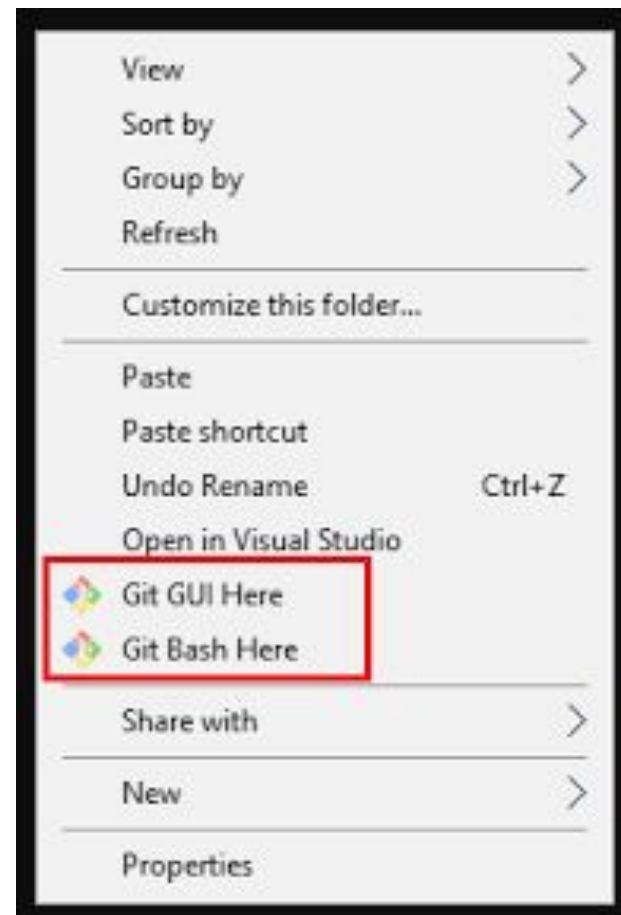 View
Sort by
Group by
Refresh
Customize this folder...
Paste
Paste shortcut
Undo Rename Ctrl+Z
Open in Visual Studio
Git GUI Here
Git Bash Here
Share with
New
Properties